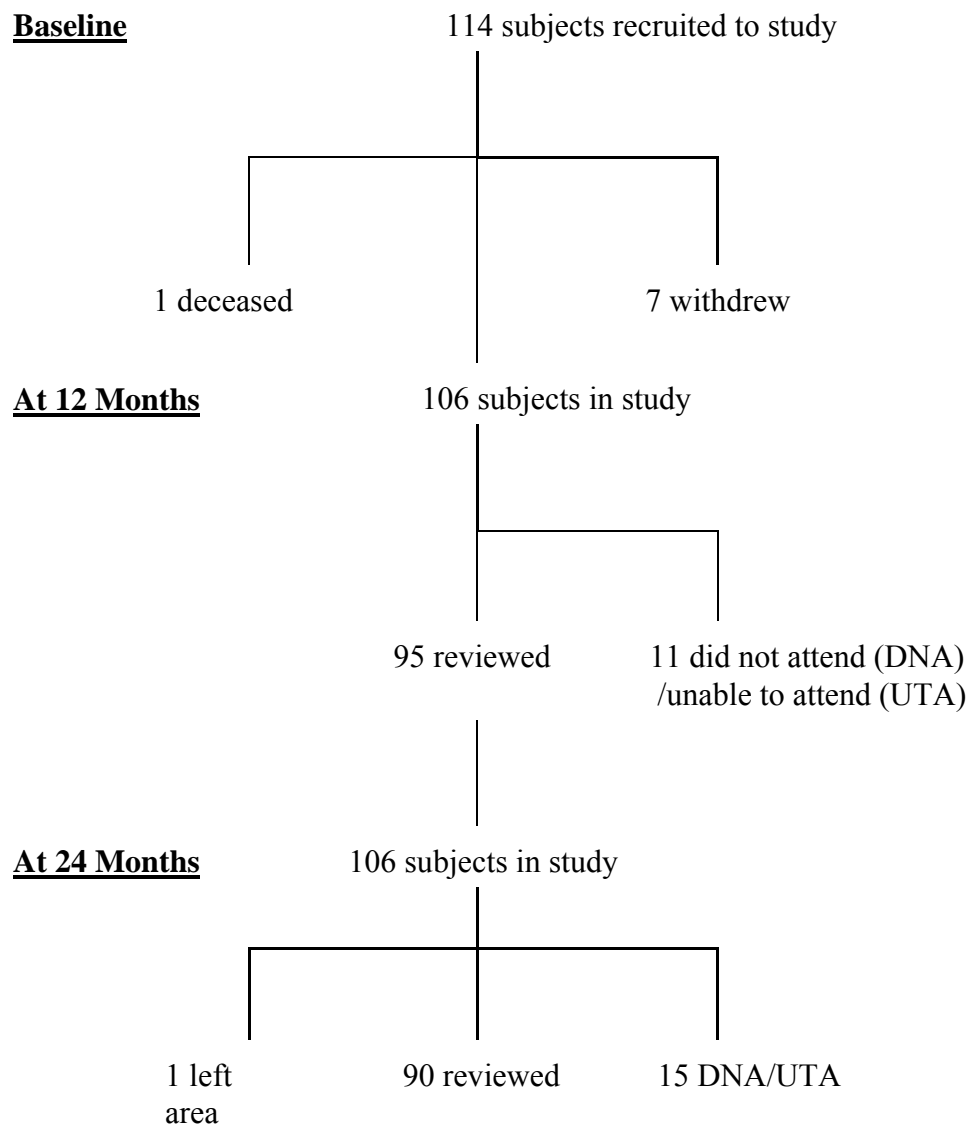 Baseline
114 subjects recruited to study
1 deceased
7 withdrew
At 12 Months
106 subjects in study
95 reviewed
11 did not attend (DNA)
/unable to attend (UTA)
At 24 Months
106 subjects in study
1 left
area
90 reviewed
15 DNA/UTA